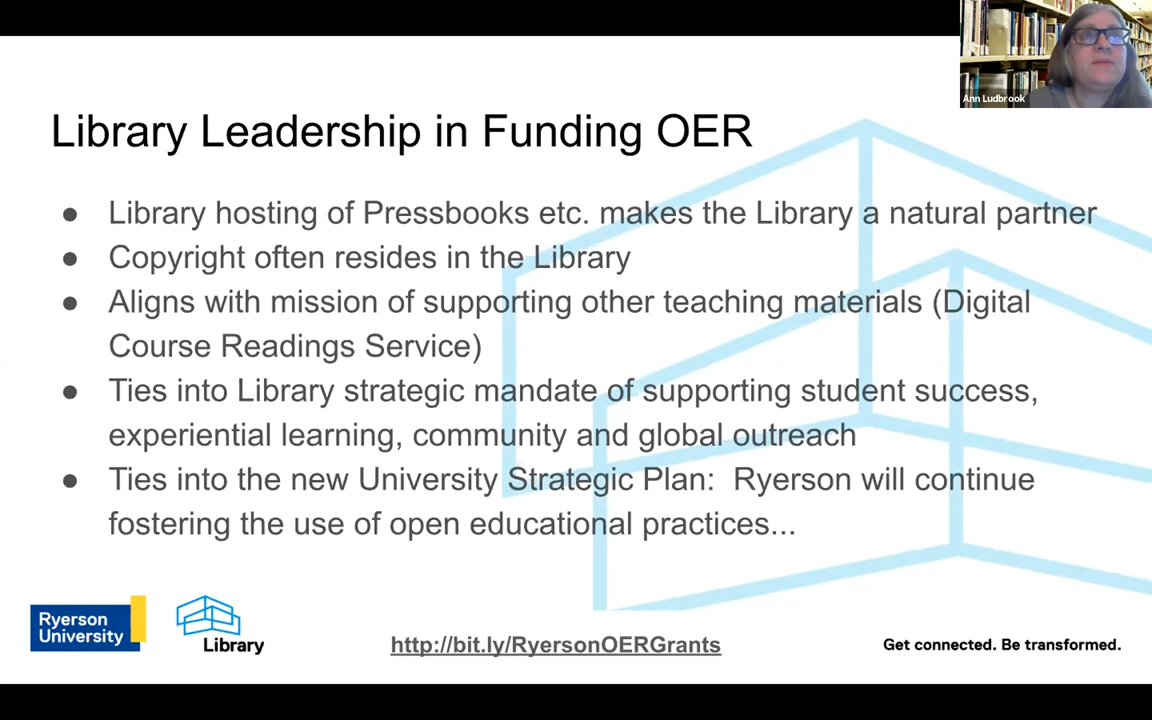 Ann Ludbrook
Library Leadership in Funding OER
● Library hosting of Pressbooks etc. makes the Library a natural partner
● Copyright often resides in the Library
● Aligns with mission of supporting other teaching materials (Digital
Course Readings Service)
● Ties into Library strategic mandate of supporting student success,
experiential learning, community and global outreach
● Ties into the new University Strategic Plan:  Ryerson will continue
fostering the use of open educational practices...
Ryerson
University
Library
http://bit.ly/RyersonOERGrants
Get connected. Be transformed.